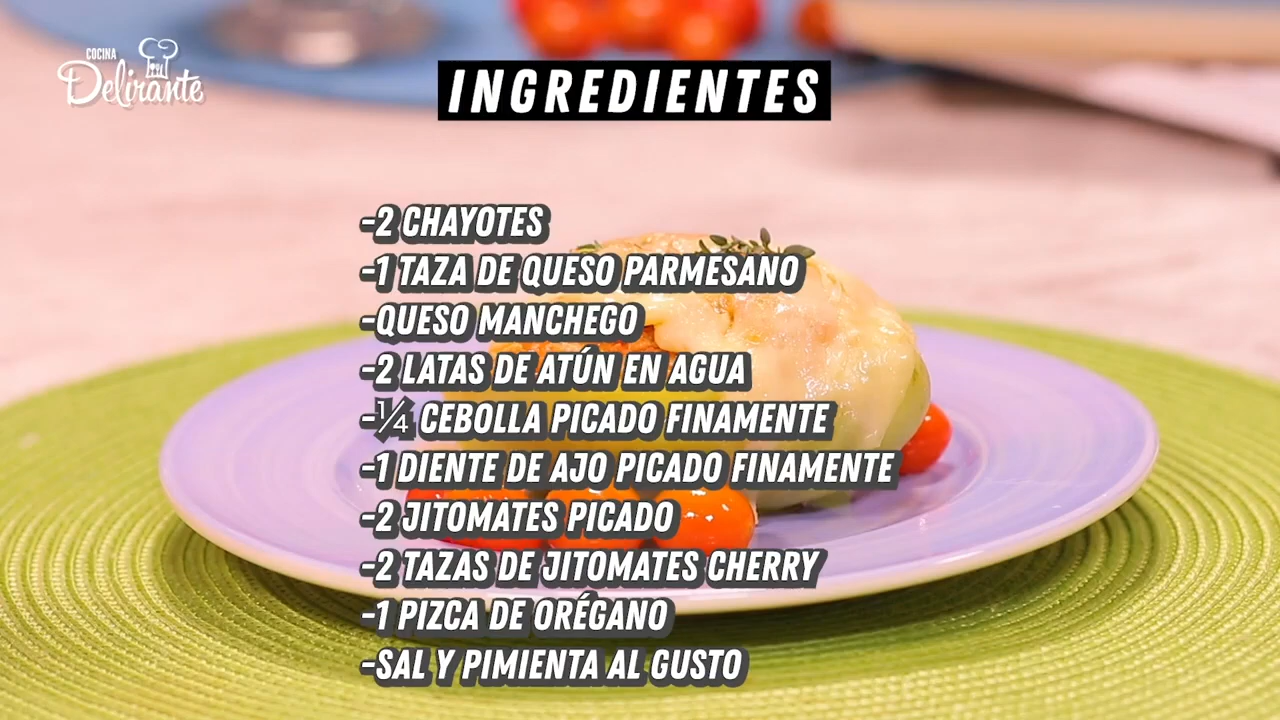 COCINA
Delirante
INGREDIENTES
-2 CHAYOTES
-1 TAZA DE QUESO PARMESANO
-QUESO MANCHEGO
-2 LATAS DE ATÚN EN AGUA
-¼ CEBOLLA PICADO FINAMENTE
-1 DIENTE DE AJO PICADO FINAMENTE
-2 JITOMATES PICADO
-2 TAZAS DE JITOMATES CHERRY
-1 PIZCA DE ORÉGANO
-SAL Y PIMIENTA AL GUSTO